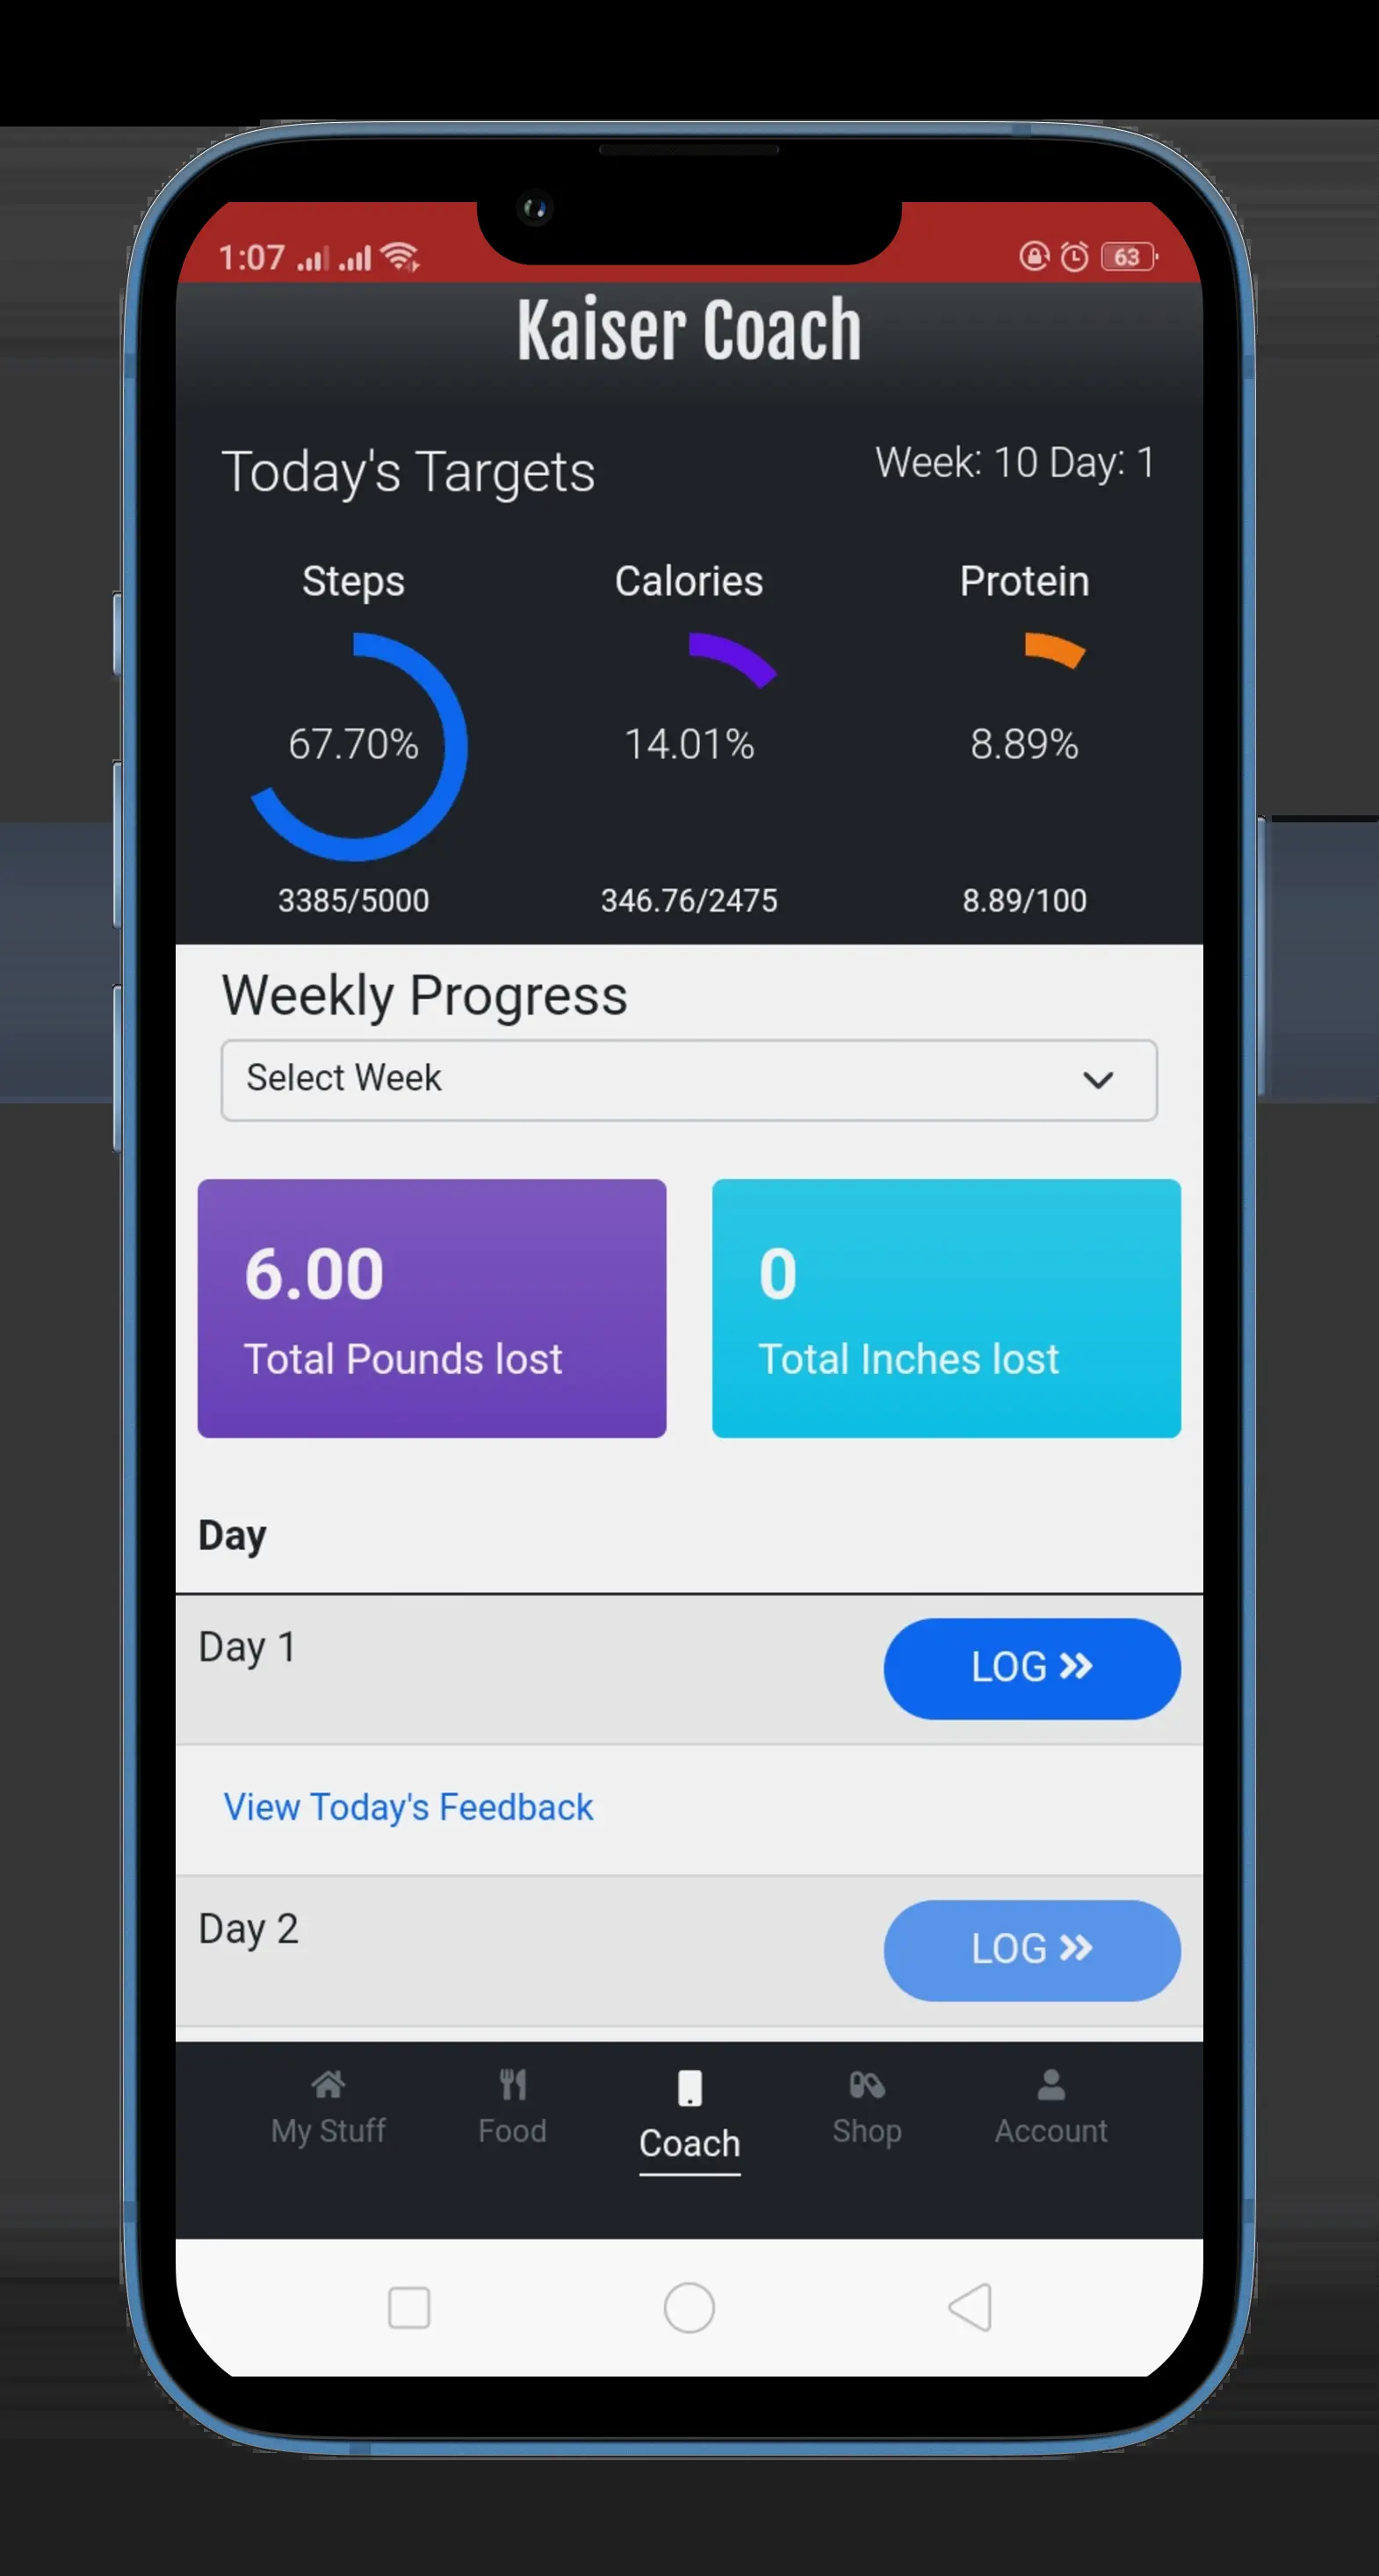 1:07 63
Kaiser Coach
Today's Targets Week: 10 Day: 1
Steps Calories Protein
67.70% 14.01% 8.89%
3385/5000 346.76/2475 8.89/100
Weekly Progress
Select Week
6.00 0
Total Pounds lost Total Inches lost
Day
Day 1 LOG
View Today's Feedback
Day 2 LOG
My Stuff Food Coach Shop Account